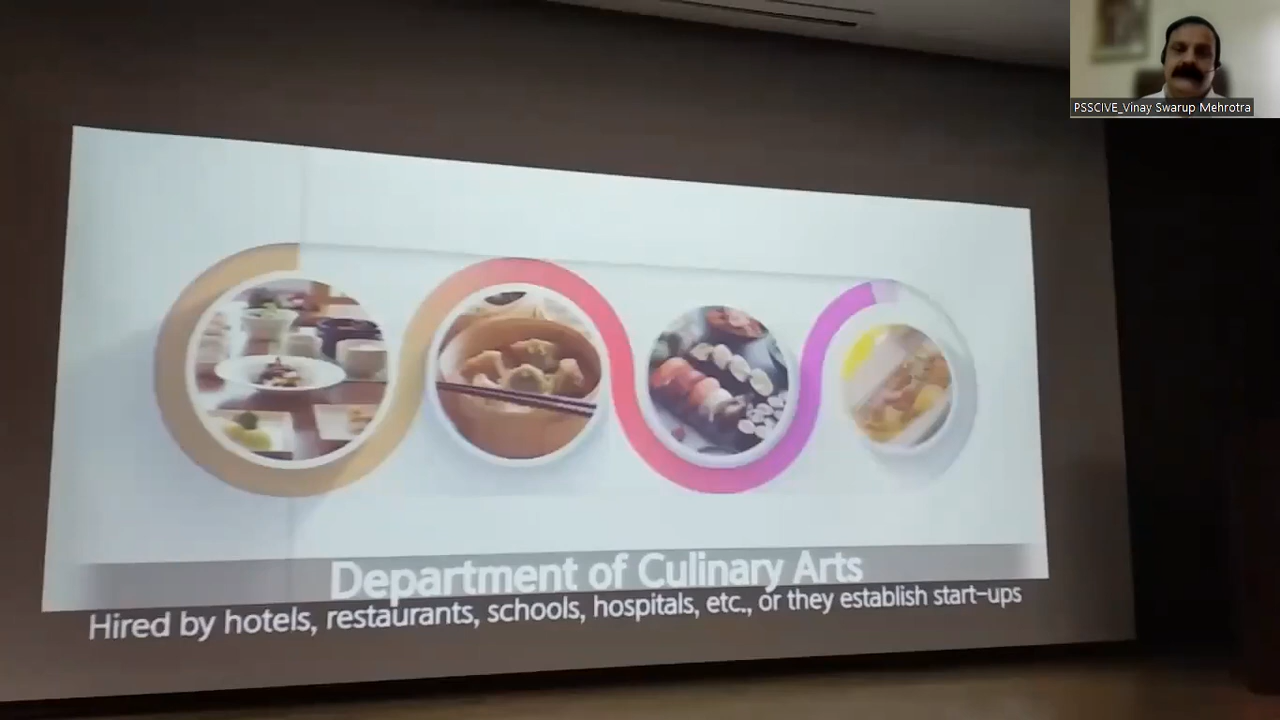 PSSCIVE_Vinay Swarup Mehrotra
Department of Culinary Arts
Hired by hotels, restaurants, schools, hospitals, etc., or they establish start-ups